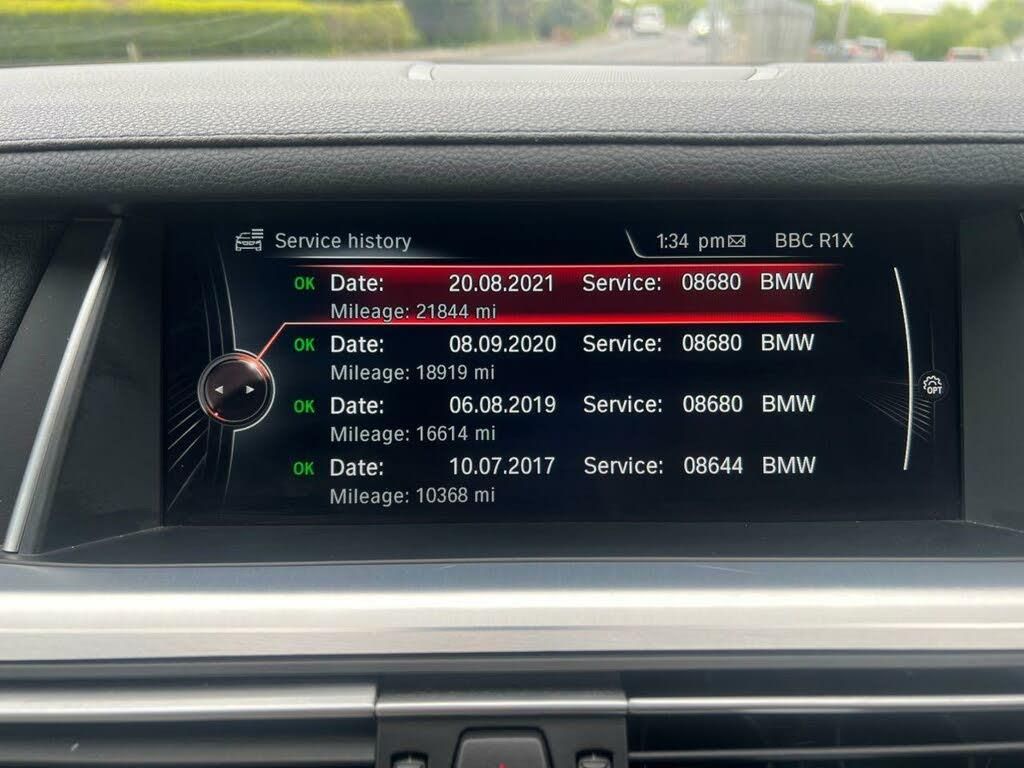 Service history 1:34 pm BBC R1X
OK Date: 20.08.2021 Service: 08680 BMW
Mileage: 21844 mi
OK Date: 08.09.2020 Service: 08680 BMW
Mileage: 18919 mi
OK Date: 06.08.2019 Service: 08680 BMW
Mileage: 16614 mi
OPT
OK Date: 10.07.2017 Service: 08644 BMW
Mileage: 10368 mi